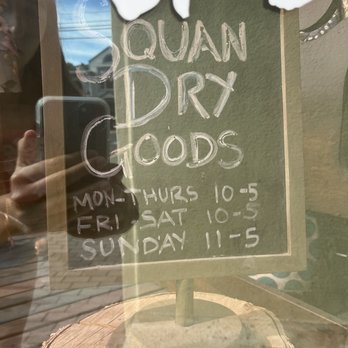 SQUAN
DRY
GOODS
MON-THURS 10-5
FRI SAT 10-5
SUNDAY 11-5